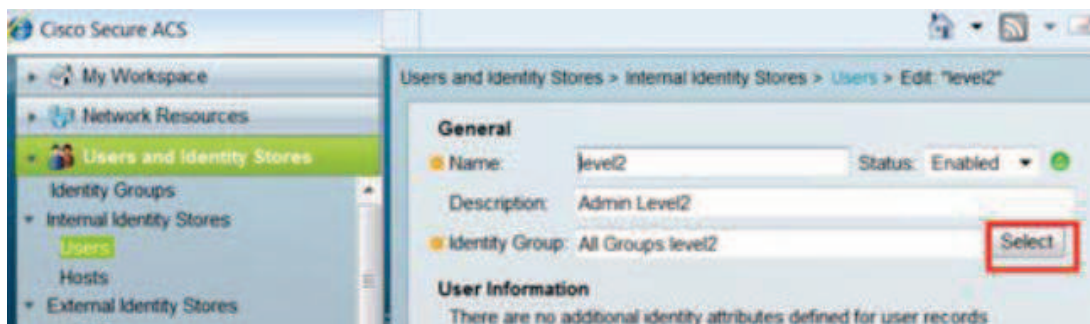 Cisco Secure ACS
My Workspace
Network Resources
Users and Identity Stores
Identity Groups
Internal Identity Stores
Users
Hosts
External Identity Stores
Users and Identity Stores > Internal Identity Stores > Users > Edit: "level2"
General
Name: level2 Status: Enabled
Description: Admin Level2
Identity Group: All Groups level2 Select
User Information
There are no additional identity attributes defined for user records